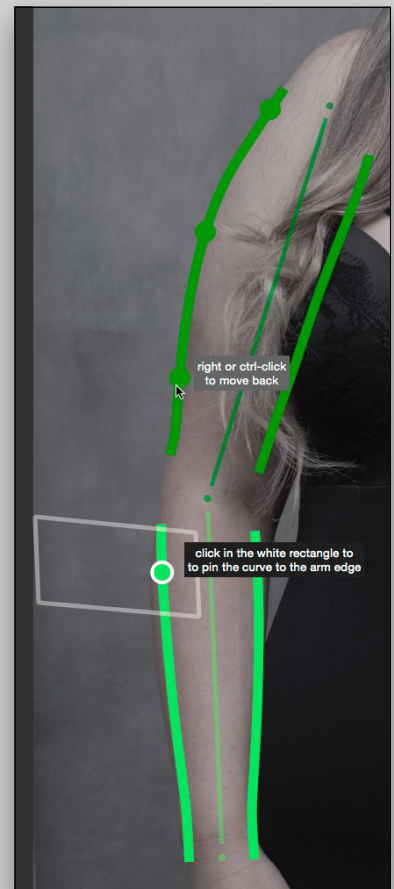 right or ctrl-click
to move back
click in the white rectangle to
to pin the curve to the arm edge